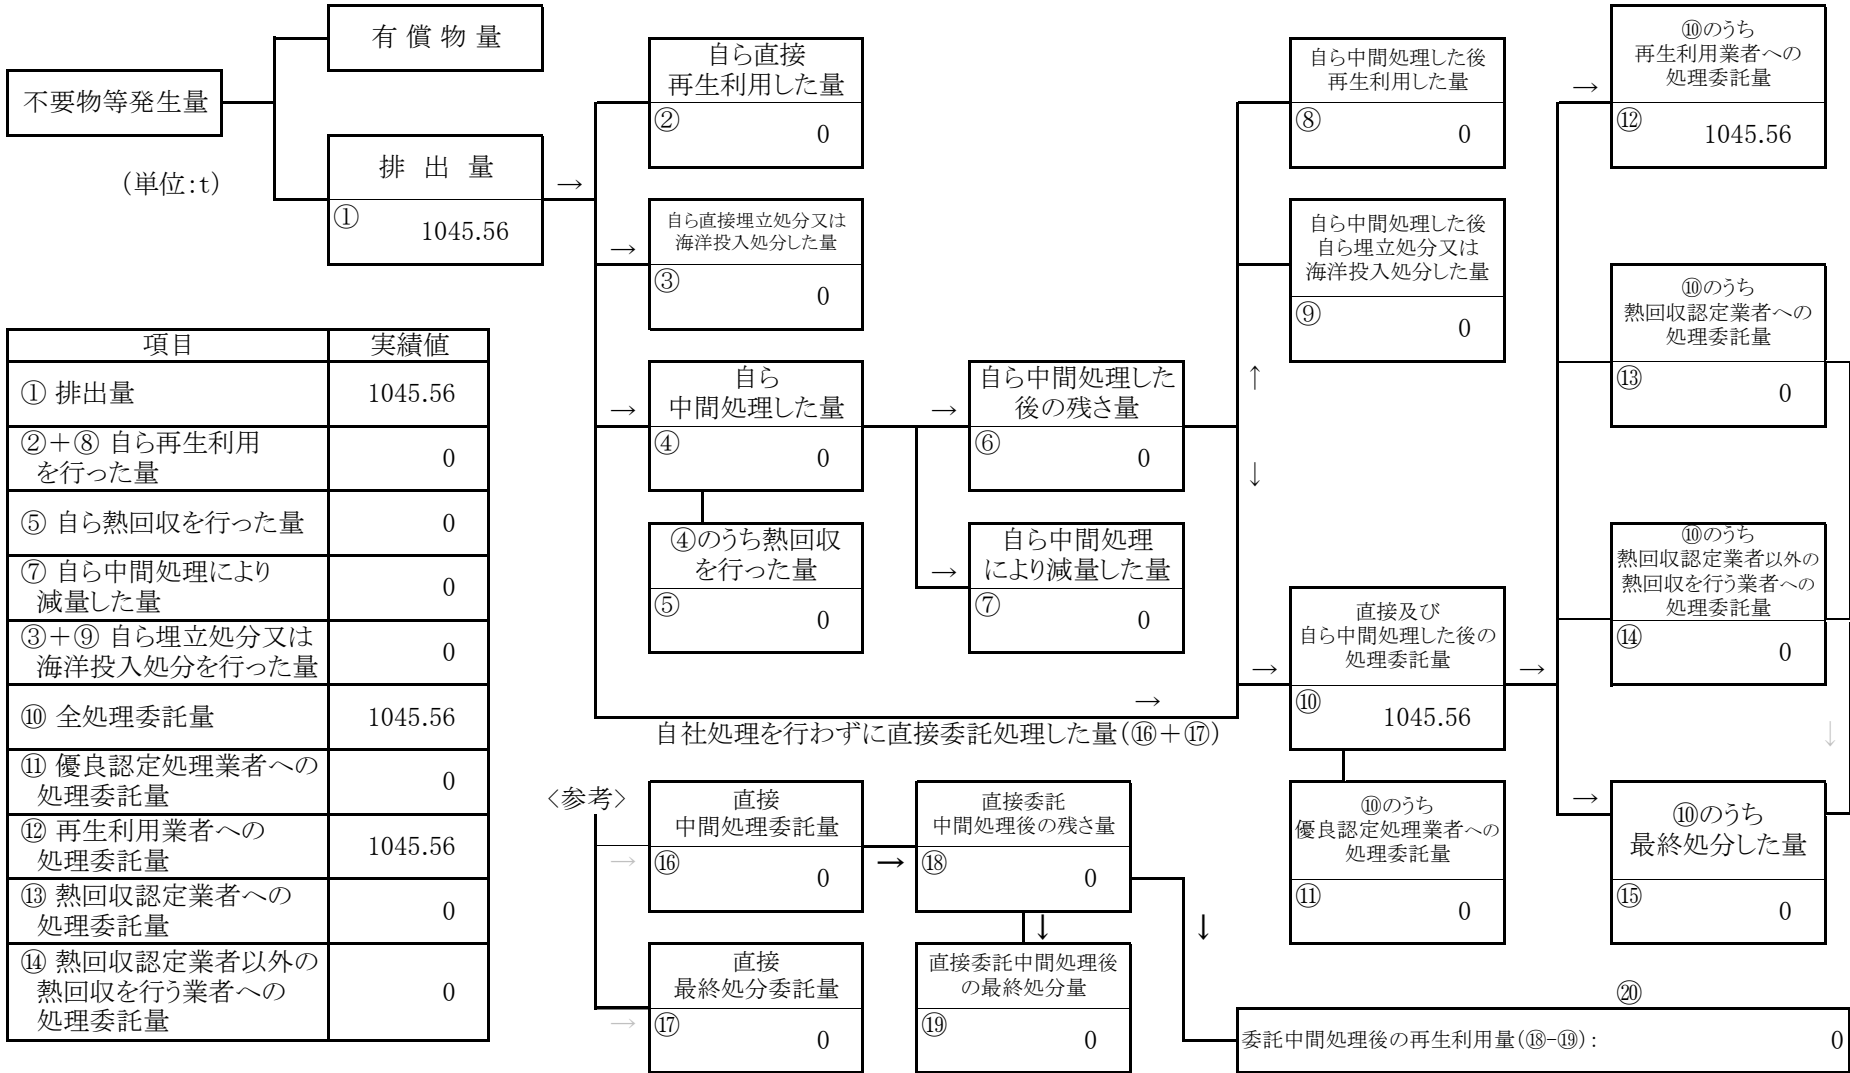 不要物等発生量
(単位:t)
有 償 物 量
排 出 量
→
① 1045.56
自ら直接
再生利用した量
② 0
→
自ら直接埋立処分又は
海洋投入処分した量
③ 0
→
自ら
中間処理した量
④ 0
④のうち熱回収
を行った量
⑤ 0
→
自ら中間処理した
後の残さ量
⑥ 0
→
自ら中間処理
により減量した量
⑦ 0
↑
↓
自ら中間処理した後
再生利用した量
⑧ 0
自ら中間処理した後
自ら埋立処分又は
海洋投入処分した量
⑨ 0
→
自社処理を行わずに直接委託処理した量(⑯+⑰)
→
直接及び
自ら中間処理した後の
処理委託量
⑩ 1045.56
→
⑩のうち
優良認定処理業者への
処理委託量
⑪ 0
→
⑩のうち
再生利用業者への
処理委託量
⑫ 1045.56
⑩のうち
熱回収認定業者への
処理委託量
⑬ 0
⑩のうち
熱回収認定業者以外の
熱回収を行う業者への
処理委託量
⑭ 0
↓
→
⑩のうち
最終処分した量
⑮ 0
項目 実績値
① 排出量 1045.56
②+⑧ 自ら再生利用
を行った量 0
⑤ 自ら熱回収を行った量 0
⑦ 自ら中間処理により
減量した量 0
③+⑨ 自ら埋立処分又は
海洋投入処分を行った量 0
⑩ 全処理委託量 1045.56
⑪ 優良認定処理業者への
処理委託量 0
⑫ 再生利用業者への
処理委託量 1045.56
⑬ 熱回収認定業者への
処理委託量 0
⑭ 熱回収認定業者以外の
熱回収を行う業者への
処理委託量 0
<参考>
→
直接
中間処理委託量
⑯ 0
→
直接委託
中間処理後の残さ量
⑱ 0
↓
↓
→
直接
最終処分委託量
⑰ 0
直接委託中間処理後
の最終処分量
⑲ 0
⑳
委託中間処理後の再生利用量(⑱-⑲): 0